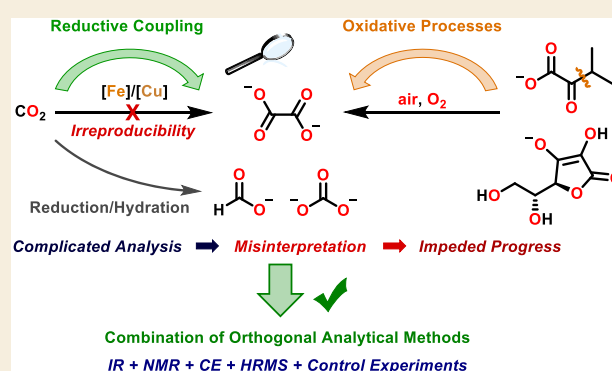 Reductive Coupling
Oxidative Processes
[Fe]/[Cu]
CO2
X
Irreproducibility
air, O2
Reduction/Hydration
O
O
O
O
O
O
O
O
H
O
O
O
O
O
OH
O
O
HO
OH
Complicated Analysis
Misinterpretation
Impeded Progress
Combination of Orthogonal Analytical Methods
IR + NMR + CE + HRMS + Control Experiments